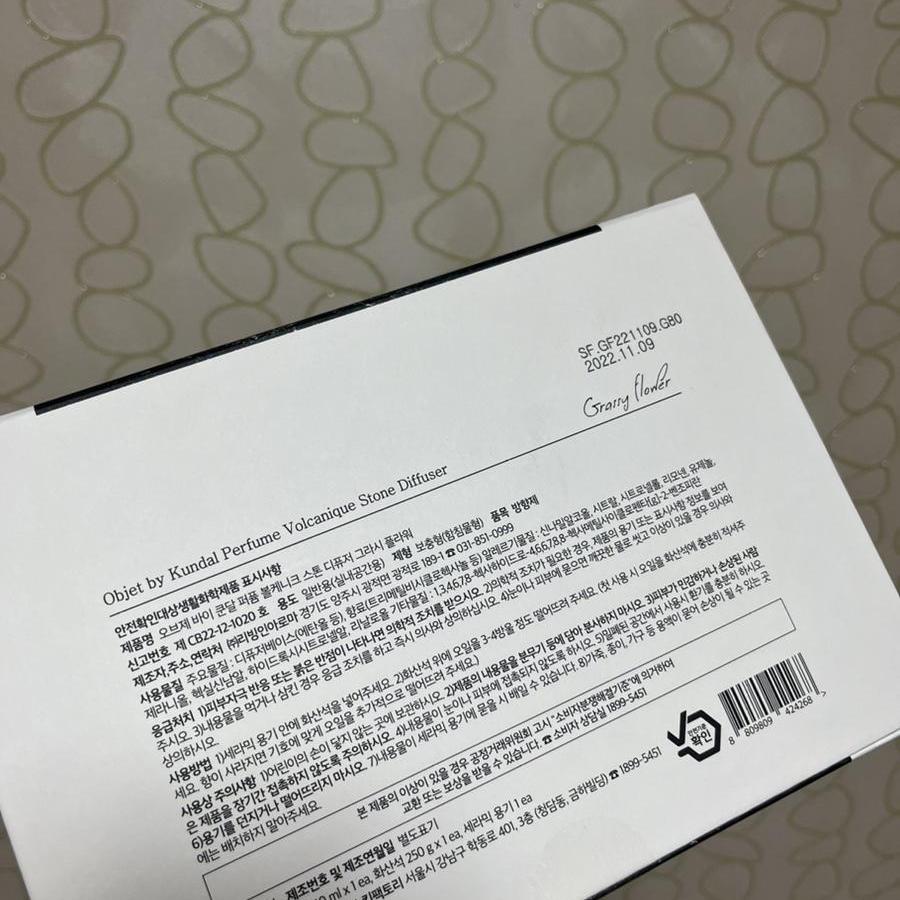 SF.GF221109.G80
2022.11.09
Grassy flower
Objet by Kundal Perfume Volcanique Stone Diffuser
안전확인대상생활화학제품 표시사항
제품명 오브제 바이 쿤달 퍼퓸 볼케니크 스톤 디퓨저 그라시 플라워
신고번호 제 CB22-12-1020 호 용도 일반용(실내공간용) 제형 보충형(함침물형) 품목 방향제
제조자,주소,연락처 ㈜리빙인아로마 경기도 양주시 광적면 광적로 189-1 ☎ 031-851-0999
사용물질 주요물질 : 디퓨저베이스(에탄올 등), 향료(트리메틸비시클로헥사놀 등) 알레르기물질 : 신나밀알코올, 시트랄, 시트로넬롤, 리모넨, 유제놀,
제라니올, 헥실신남알, 하이드록시시트로넬알, 리날로올 기타물질 : 1,3,4,6,7,8-헥사하이드로-4,6,6,7,8,8-헥사메틸사이클로펜타[g]-2-벤즈피란
응급처치 1)피부자극 반응 또는 붉은 반점이 나타나면 의학적 조치를 받으시오 2)의학적 조치가 필요한 경우, 제품의 용기 또는 표시사항 정보를 보여
주시오 3)내용물을 먹거나 삼킨 경우 응급 조치를 하고 즉시 의사와 상의하십시오 4)눈이나 피부에 묻으면 깨끗한 물로 씻고 이상이 있을 경우 의사와
상의하시오
사용방법 1)세라믹 용기 안에 화산석을 넣어주세요. 2)화산석 위에 오일을 3-4방울 정도 떨어뜨려 주세요. (첫 사용 시 오일을 화산석에 충분히 적셔주
세요. 향이 사라지면 기호에 맞게 오일을 추가적으로 떨어뜨려 주세요.)
사용상 주의사항 1)어린이의 손이 닿지 않는 곳에 보관하시오 2)제품의 내용물을 분무기 등에 담아 분사하지 마시오 3)피부가 민감하거나 손상된 사람
은 제품을 장기간 접촉하지 않도록 주의하시오 4)내용물이 눈이나 피부에 접촉되지 않도록 하시오. 5)밀폐된 공간에서 사용시 환기를 충분히 하시오
6)용기를 던지거나 떨어뜨리지 마시오. 7)내용물이 세라믹 용기에 묻을 시 배일 수 있습니다. 8)가죽, 종이, 가구 등 용액이 묻어 손상이 될 수 있는 곳
에는 배치하지 말아주세요.
본 제품의 이상이 있을 경우 공정거래위원회 고시 "소비자분쟁해결기준"에 의거하여
교환 또는 보상을 받을 수 있습니다. ☎소비자 상담실 1899-5451
안전기준
확인
8 809809 424268
제조번호 및 제조연월일 별도표기
ml x 1 ea, 화산석 250 g x 1 ea, 세라믹 용기 1 ea
서울시 강남구 학동로 401, 3층 (청담동, 금하빌딩) ☎1899-5451